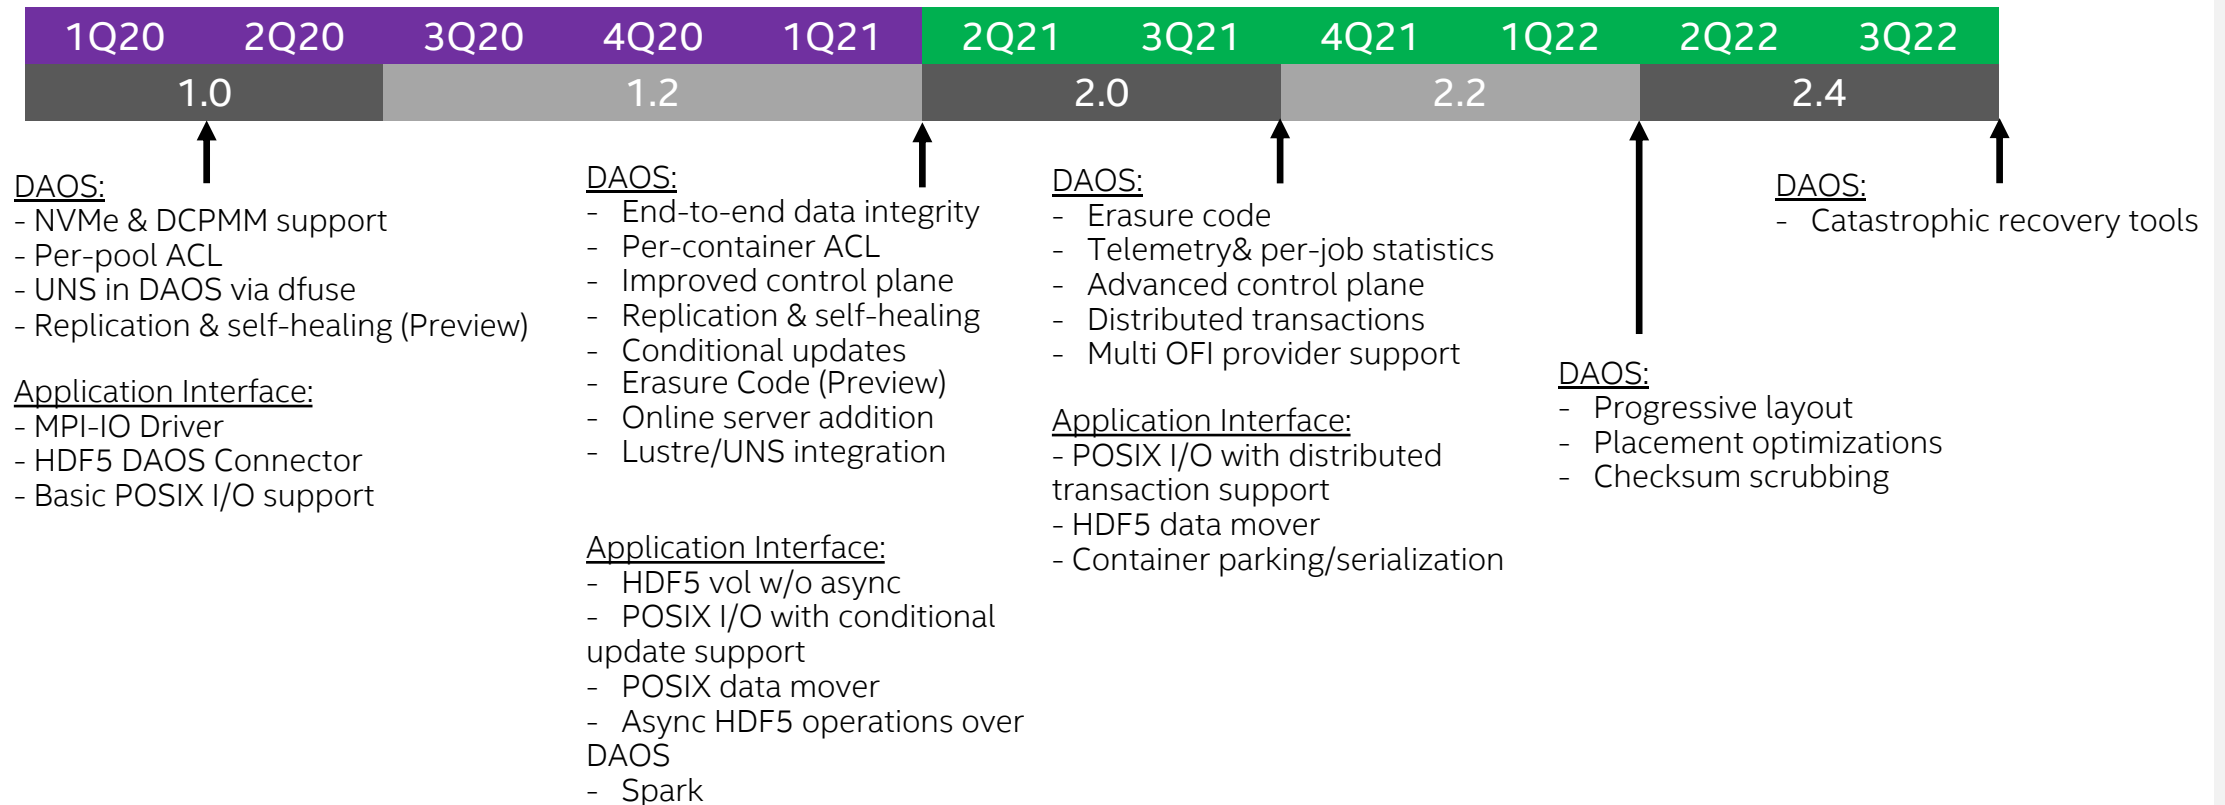 1Q20 2Q20 3Q20 4Q20 1Q21 2Q21 3Q21 4Q21 1Q22 2Q22 3Q22
1.0 1.2 2.0 2.2 2.4
DAOS:
- NVMe & DCPMM support
- Per-pool ACL
- UNS in DAOS via dfuse
- Replication & self-healing (Preview)
Application Interface:
- MPI-IO Driver
- HDF5 DAOS Connector
- Basic POSIX I/O support
DAOS:
- End-to-end data integrity
- Per-container ACL
- Improved control plane
- Replication & self-healing
- Conditional updates
- Erasure Code (Preview)
- Online server addition
- Lustre/UNS integration
Application Interface:
- HDF5 vol w/o async
- POSIX I/O with conditional
update support
- POSIX data mover
- Async HDF5 operations over
DAOS
- Spark
DAOS:
- Erasure code
- Telemetry& per-job statistics
- Advanced control plane
- Distributed transactions
- Multi OFI provider support
Application Interface:
- POSIX I/O with distributed
transaction support
- HDF5 data mover
- Container parking/serialization
DAOS:
- Progressive layout
- Placement optimizations
- Checksum scrubbing
DAOS:
- Catastrophic recovery tools